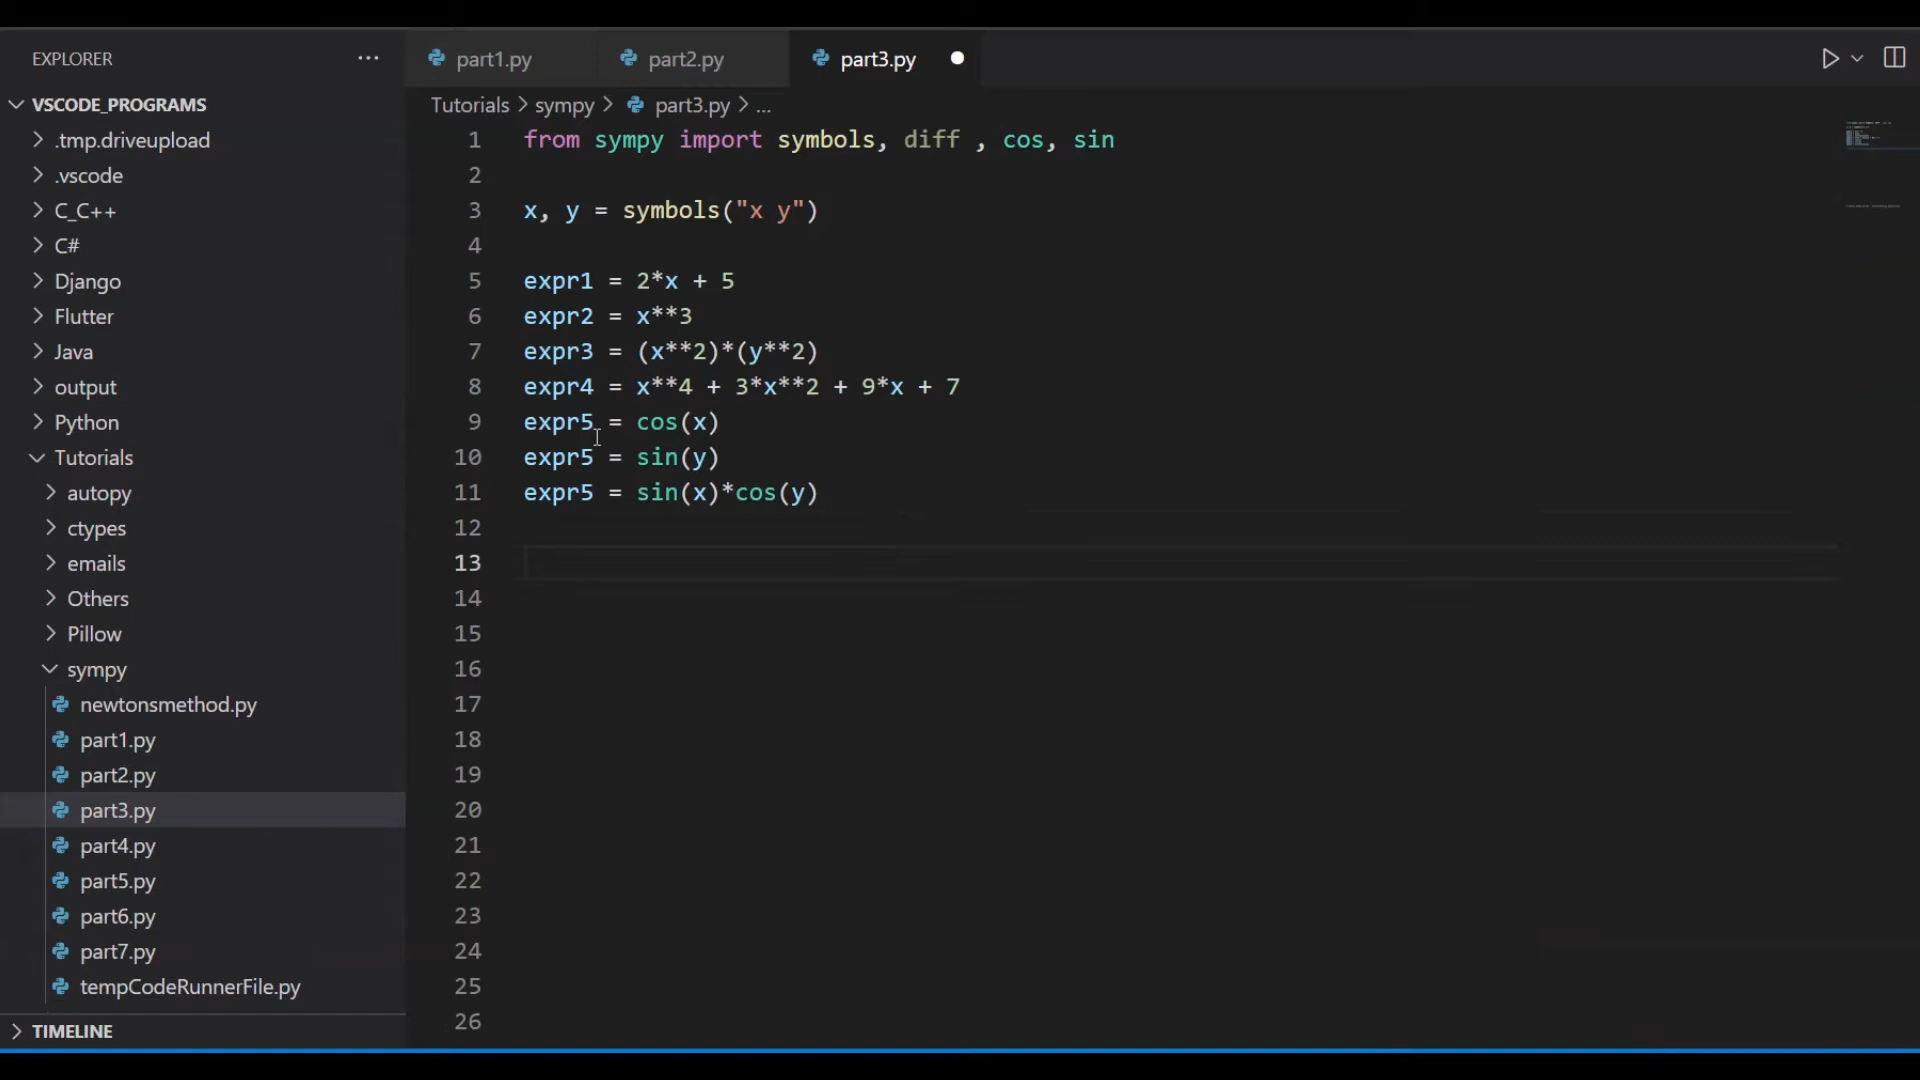 EXPLORER
part1.py
part2.py
part3.py
VSCODE_PROGRAMS
.tmp.driveupload
.vscode
C_C++
C#
Django
Flutter
Java
output
Python
Tutorials
autopy
ctypes
emails
Others
Pillow
sympy
newtonsmethod.py
part1.py
part2.py
part3.py
part4.py
part5.py
part6.py
part7.py
tempCodeRunnerFile.py
TIMELINE
Tutorials > sympy > part3.py > ...
1 from sympy import symbols, diff , cos, sin
2
3 x, y = symbols("x y")
4
5 expr1 = 2*x + 5
6 expr2 = x**3
7 expr3 = (x**2)*(y**2)
8 expr4 = x**4 + 3*x**2 + 9*x + 7
9 expr5 = cos(x)
10 expr5 = sin(y)
11 expr5 = sin(x)*cos(y)
12
13
14
15
16
17
18
19
20
21
22
23
24
25
26